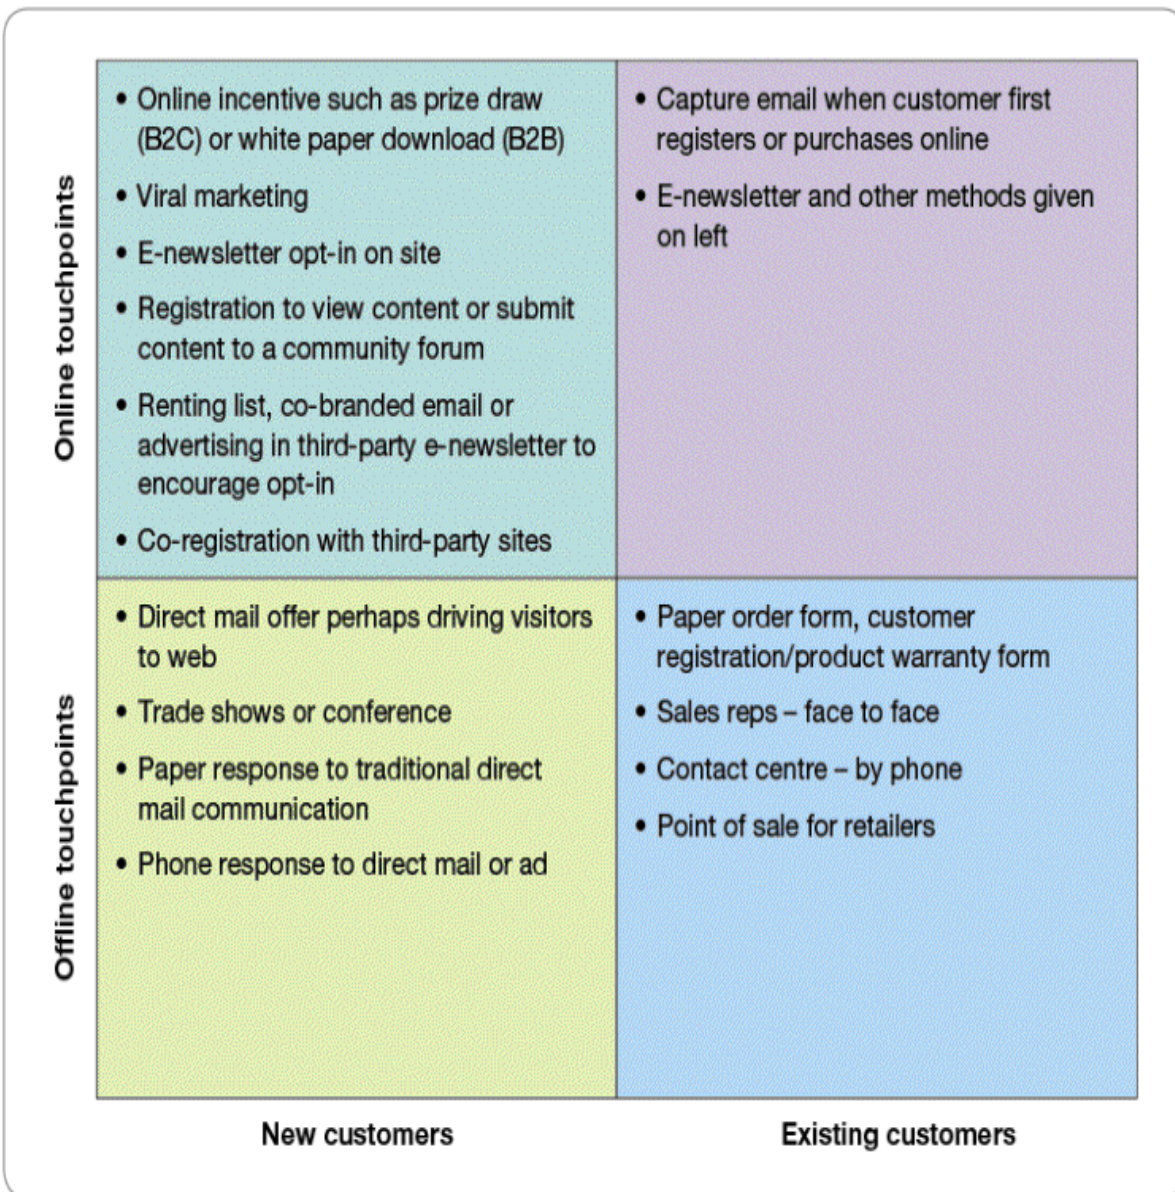 Online touchpoints
• Online incentive such as prize draw
(B2C) or white paper download (B2B)
• Viral marketing
• E-newsletter opt-in on site
• Registration to view content or submit
content to a community forum
• Renting list, co-branded email or
advertising in third-party e-newsletter to
encourage opt-in
• Co-registration with third-party sites
• Capture email when customer first
registers or purchases online
• E-newsletter and other methods given
on left
Offline touchpoints
• Direct mail offer perhaps driving visitors
to web
• Trade shows or conference
• Paper response to traditional direct
mail communication
• Phone response to direct mail or ad
• Paper order form, customer
registration/product warranty form
• Sales reps – face to face
• Contact centre – by phone
• Point of sale for retailers
New customers
Existing customers